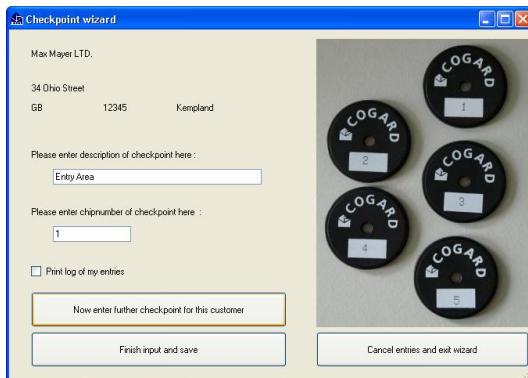 Checkpoint wizard
Max Mayer LTD.
34 Ohio Street
GB 12345 Kempland
Please enter description of checkpoint here :
Entry Area
Please enter chipnumber of checkpoint here :
1
Print log of my entries
Now enter further checkpoint for this customer
Finish input and save
COGARD
1
COGARD
2
COGARD
3
COGARD
4
COGARD
5
Cancel entries and exit wizard